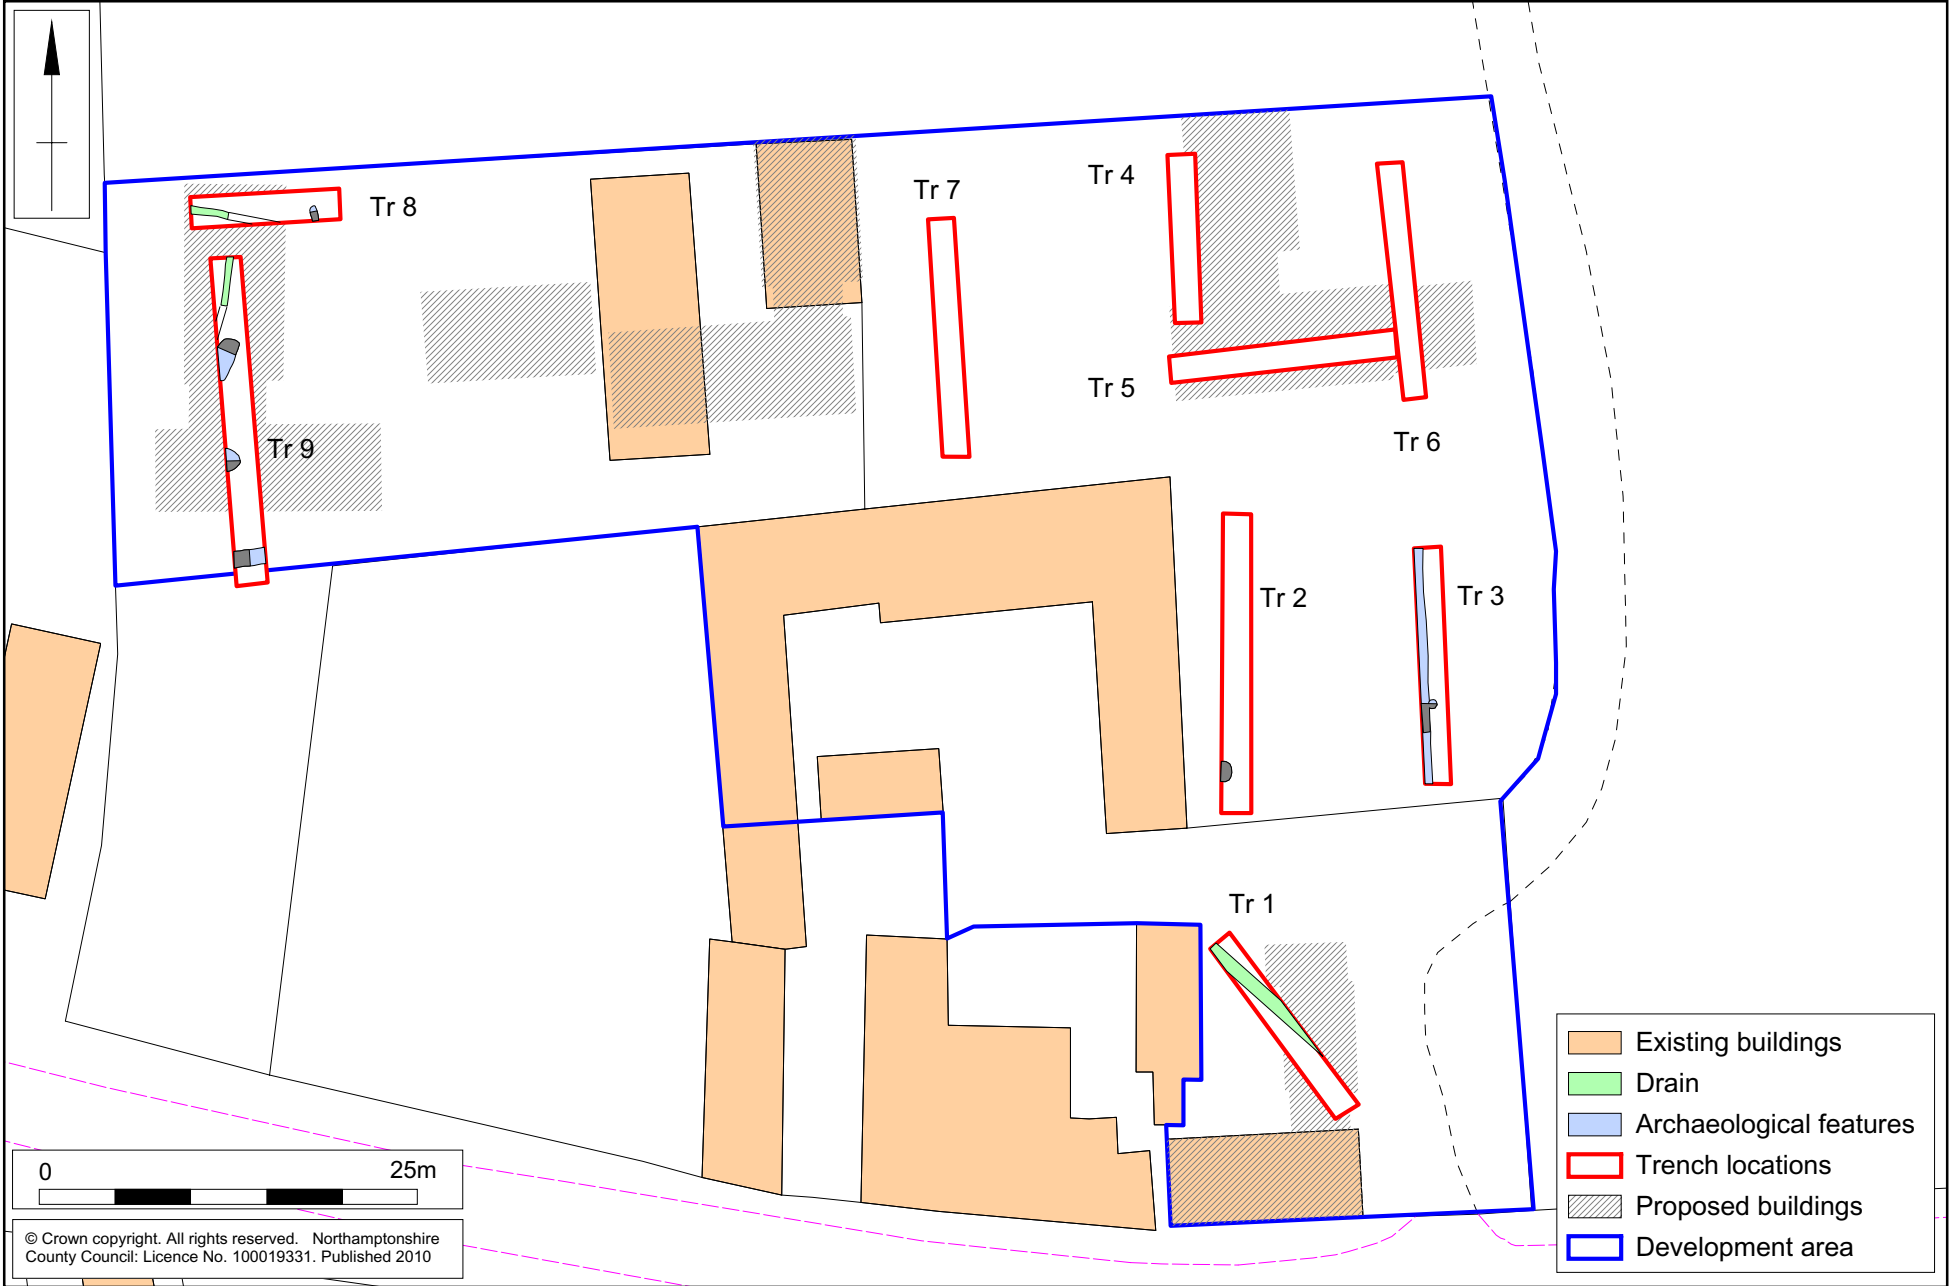 Tr 4
Tr 7
Tr 8
Tr 5
Tr 6
Tr 9
Tr 2
Tr 3
Tr 1
Existing buildings
Drain
Archaeological features
Trench locations
Proposed buildings
Development area
0 25m
© Crown copyright. All rights reserved. Northamptonshire
County Council: Licence No. 100019331. Published 2010